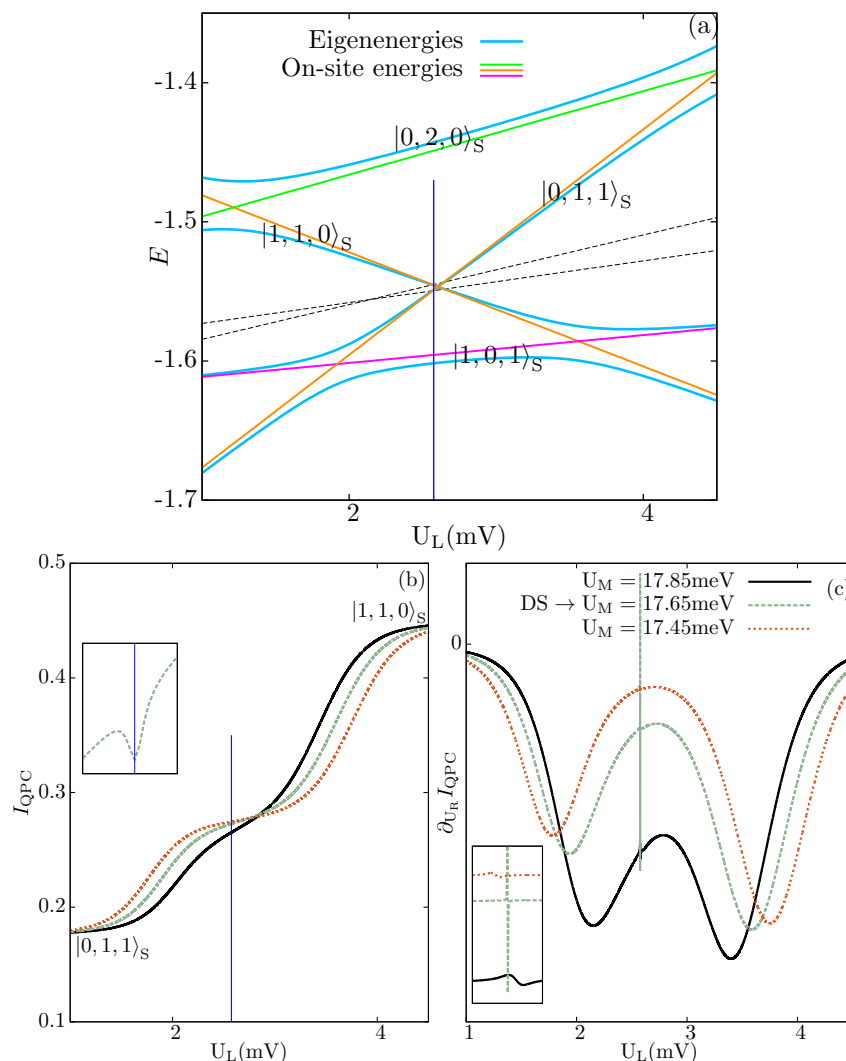 (a)
Eigenenergies
On-site energies
-1.4
-1.5
-1.6
-1.7
E
|0, 2, 0⟩S
|0, 1, 1⟩S
|1, 1, 0⟩S
|1, 0, 1⟩S
2 4
UL(mV)
(b)
0.5
0.4
0.3
0.2
0.1
IQPC
|1, 1, 0⟩S
|0, 1, 1⟩S
2 4
UL(mV)
(c)
UM = 17.85meV
DS → UM = 17.65meV
UM = 17.45meV
0
∂UR IQPC
1 2 3 4
UL(mV)